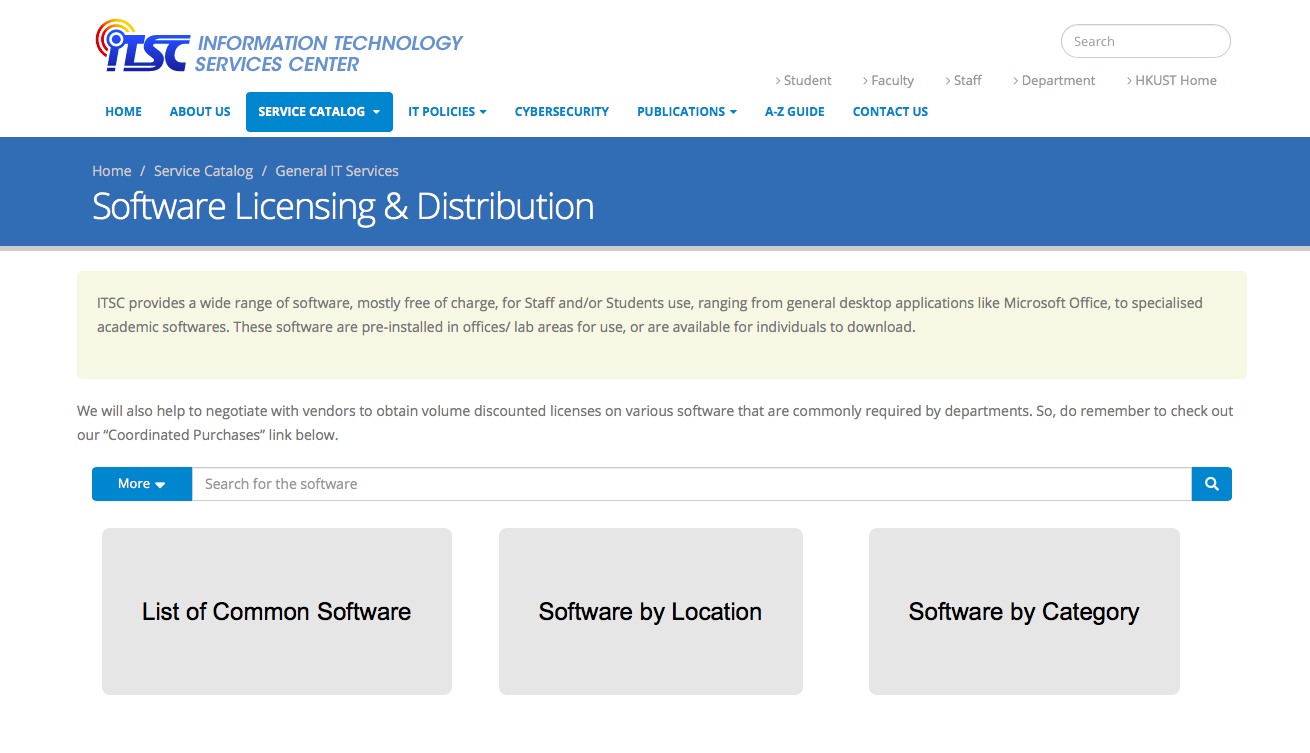 iTSC INFORMATION TECHNOLOGY
SERVICES CENTER
Search
Student Faculty Staff Department HKUST Home
HOME ABOUT US SERVICE CATALOG IT POLICIES CYBERSECURITY PUBLICATIONS A-Z GUIDE CONTACT US
Home / Service Catalog / General IT Services
Software Licensing & Distribution
ITSC provides a wide range of software, mostly free of charge, for Staff and/or Students use, ranging from general desktop applications like Microsoft Office, to specialised
academic softwares. These software are pre-installed in offices/ lab areas for use, or are available for individuals to download.
We will also help to negotiate with vendors to obtain volume discounted licenses on various software that are commonly required by departments. So, do remember to check out
our “Coordinated Purchases” link below.
More Search for the software
List of Common Software Software by Location Software by Category